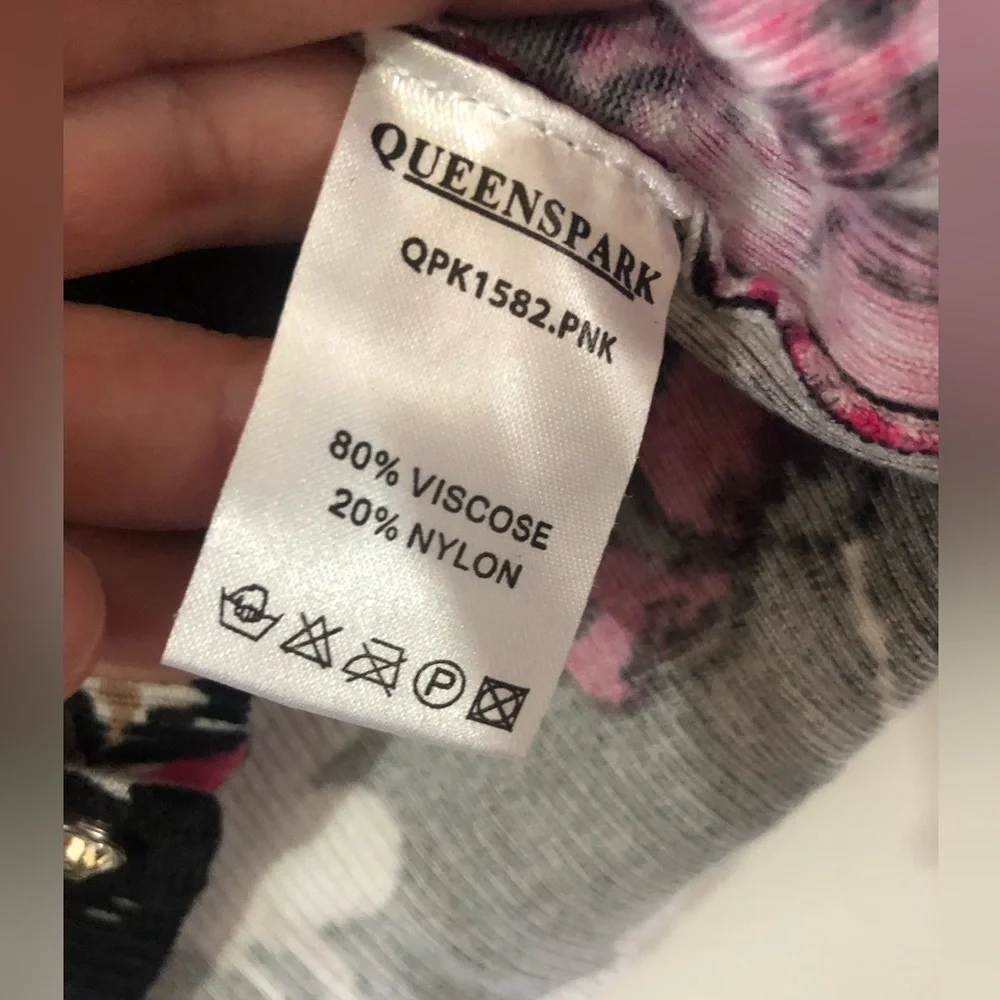 QUEENSPARK
QPK1582.PNK
80% VISCOSE
20% NYLON
P